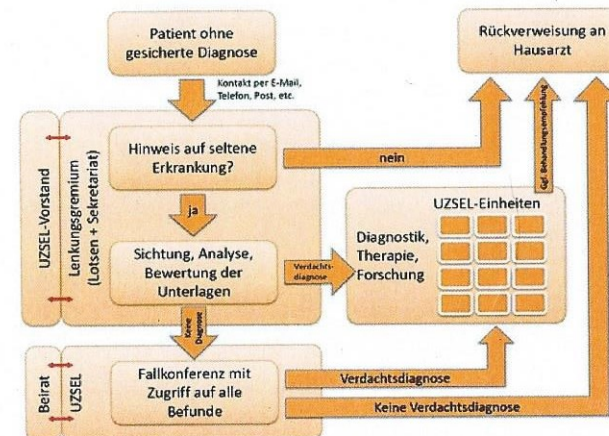 Patient ohne
gesicherte Diagnose
Rückverweisung an
Hausarzt
Kontakt per E-Mail,
Telefon, Post, etc.
UZSEL-Vorstand
Lenkungsgremium
(Lotsen + Sekretariat)
Hinweis auf seltene
Erkrankung?
nein
Ggf. Behandlungsempfehlung
ja
UZSEL-Einheiten
Diagnostik,
Therapie,
Forschung
Sichtung, Analyse,
Bewertung der
Unterlagen
Verdachts-
diagnose
Keine
Diagnose
Beirat
UZSEL
Fallkonferenz mit
Zugriff auf alle
Befunde
Verdachtsdiagnose
Keine Verdachtsdiagnose